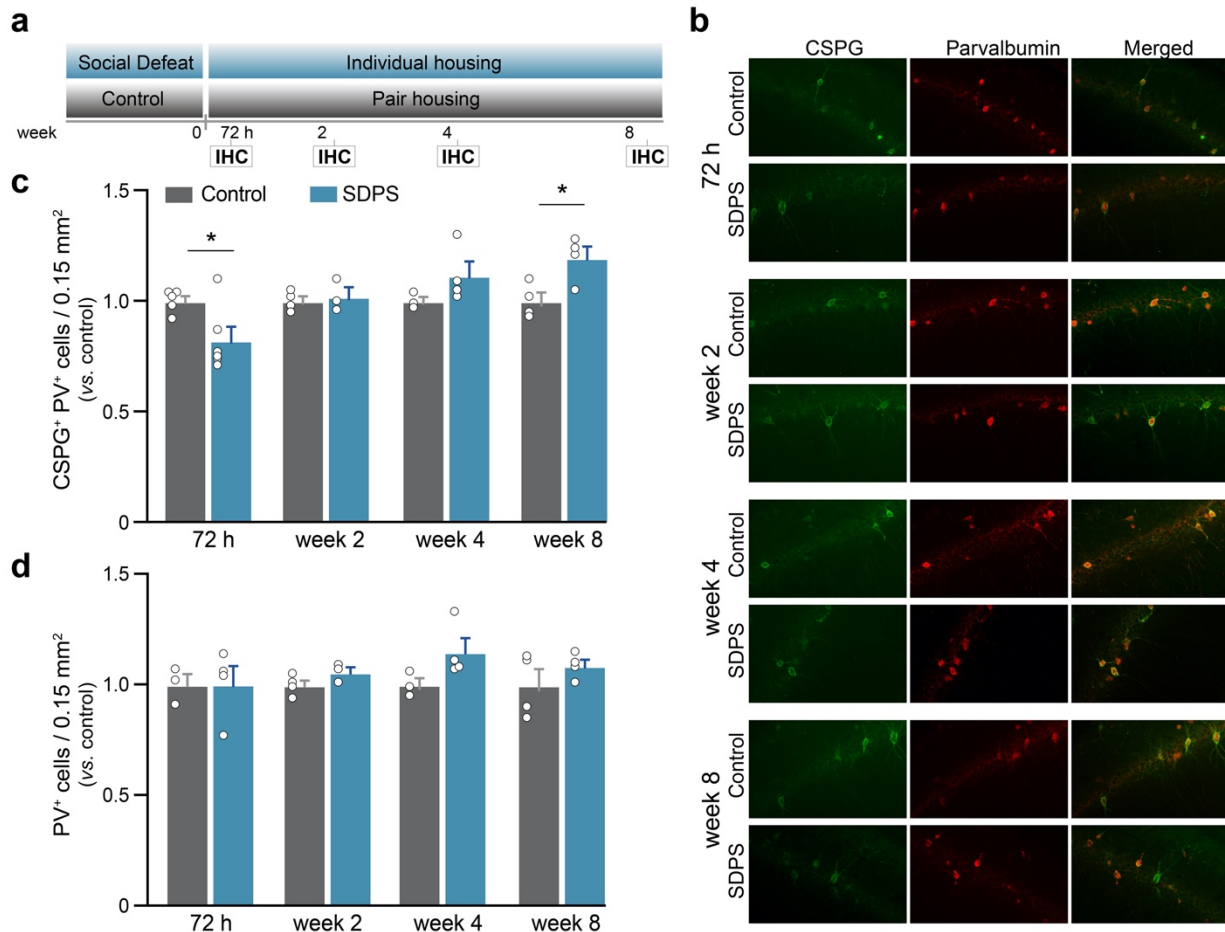 a
Social Defeat Individual housing
Control Pair housing
week 0 72 h 2 4 8
IHC IHC IHC IHC
b
CSPG Parvalbumin Merged
72 h
Control
SDPS
week 2
Control
SDPS
week 4
Control
SDPS
week 8
Control
SDPS
c
Control SDPS
CSPG⁺ PV⁺ cells / 0.15 mm²
(vs. control)
1.5
1.0
0.5
0
* *
72 h week 2 week 4 week 8
d
PV⁺ cells / 0.15 mm²
(vs. control)
1.5
1.0
0.5
0
72 h week 2 week 4 week 8